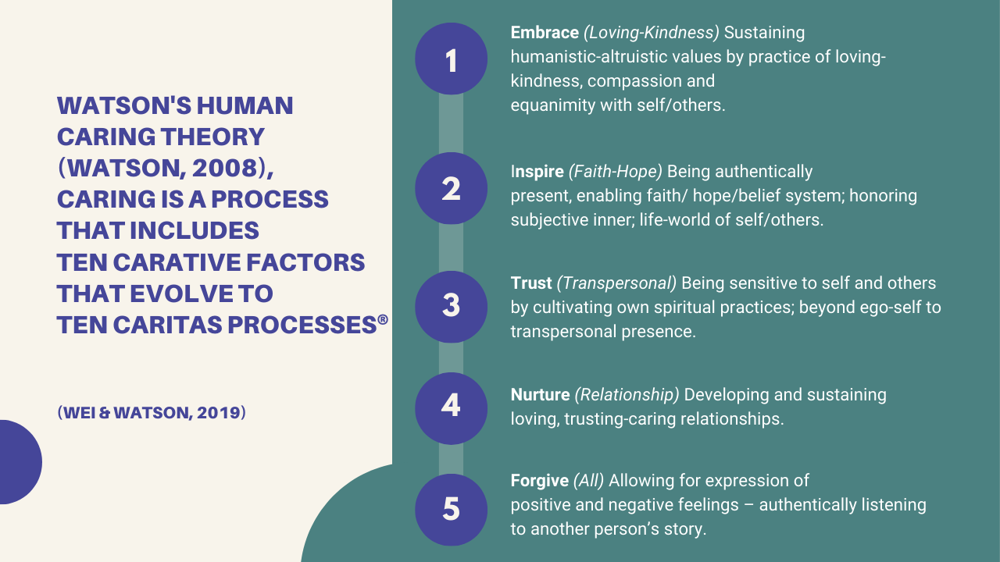 WATSON'S HUMAN
CARING THEORY
(WATSON, 2008),
CARING IS A PROCESS
THAT INCLUDES
TEN CARATIVE FACTORS
THAT EVOLVE TO
TEN CARITAS PROCESSES®
(WEI & WATSON, 2019)
1
Embrace (Loving-Kindness) Sustaining
humanistic-altruistic values by practice of loving-
kindness, compassion and
equanimity with self/others.
2
Inspire (Faith-Hope) Being authentically
present, enabling faith/ hope/belief system; honoring
subjective inner; life-world of self/others.
3
Trust (Transpersonal) Being sensitive to self and others
by cultivating own spiritual practices; beyond ego-self to
transpersonal presence.
4
Nurture (Relationship) Developing and sustaining
loving, trusting-caring relationships.
5
Forgive (All) Allowing for expression of
positive and negative feelings – authentically listening
to another person’s story.